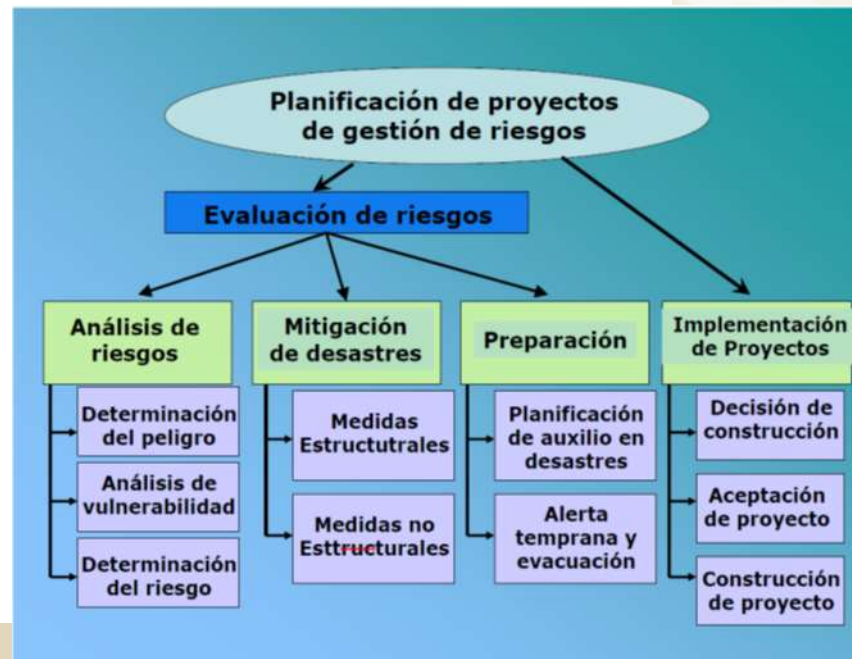 Planificación de proyectos
de gestión de riesgos
Evaluación de riesgos
Análisis de
riesgos
Determinación
del peligro
Análisis de
vulnerabilidad
Determinación
del riesgo
Mitigación
de desastres
Medidas
Estructutrales
Medidas no
Esttructurales
Preparación
Planificación
de auxilio en
desastres
Alerta
temprana y
evacuación
Implementación
de Proyectos
Decisión de
construcción
Aceptación
de proyecto
Construcción
de proyecto